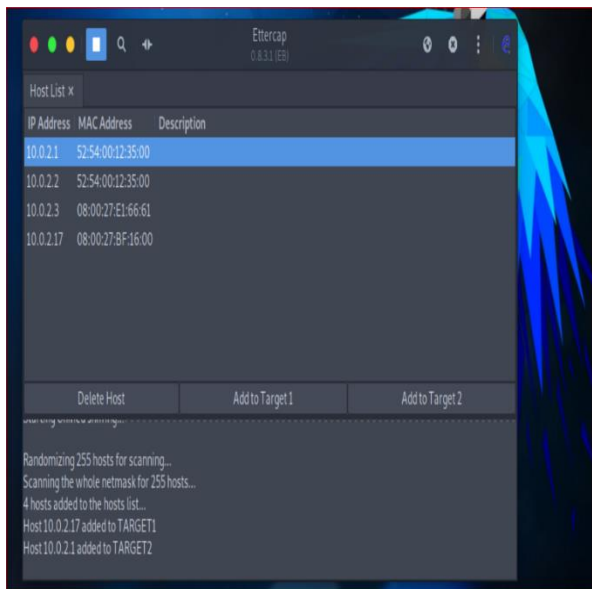 Ettercap
0.8.3.1 (EB)
Host List ×
IP Address MAC Address Description
10.0.2.1 52:54:00:12:35:00
10.0.2.2 52:54:00:12:35:00
10.0.2.3 08:00:27:E1:66:61
10.0.2.17 08:00:27:BF:16:00
Delete Host Add to Target 1 Add to Target 2
Starting Unified sniffing...
Randomizing 255 hosts for scanning...
Scanning the whole netmask for 255 hosts...
4 hosts added to the hosts list...
Host 10.0.2.17 added to TARGET1
Host 10.0.2.1 added to TARGET2